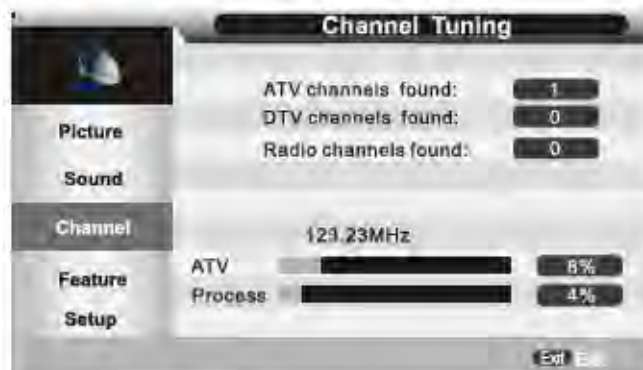 Channel Tuning
ATV channels found: 1
DTV channels found: 0
Radio channels found: 0
Picture
Sound
Channel
Feature
Setup
123.23MHz
ATV 8%
Process 4%
Exit